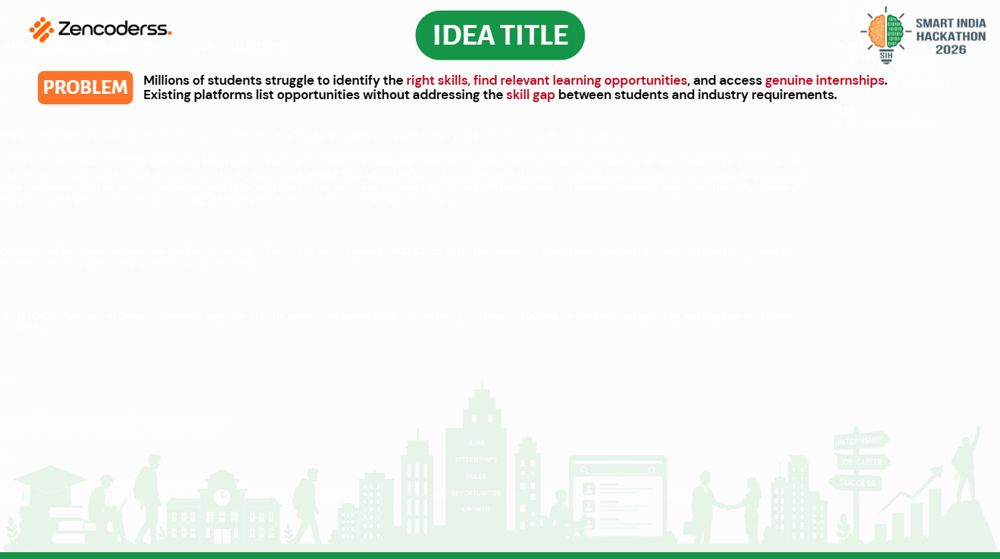 Zencoderss.
IDEA TITLE
SIH
SMART INDIA
HACKATHON
2026
PROBLEM
Millions of students struggle to identify the right skills, find relevant learning opportunities, and access genuine internships.
Existing platforms list opportunities without addressing the skill gap between students and industry requirements.
JOBS
INTERNSHIPS
SKILLS
OPPORTUNITIES
GROWTH
INTERNSHIP
JOB CAREER
SUCCESS